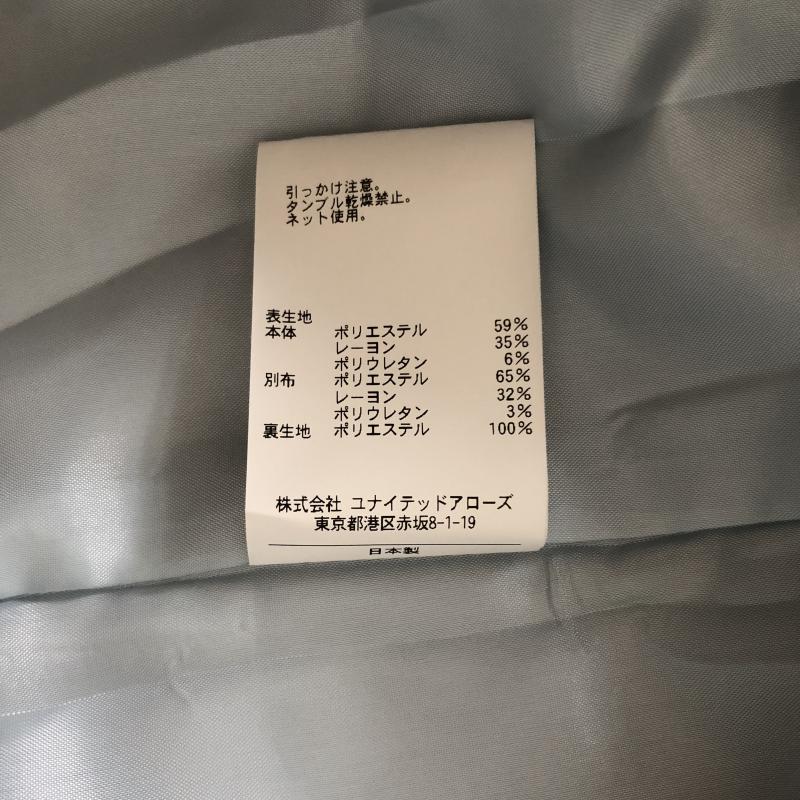 引っかけ注意。
タンブル乾燥禁止。
ネット使用。
表生地
本体 ポリエステル 59%
レーヨン 35%
ポリウレタン 6%
別布 ポリエステル 65%
レーヨン 32%
ポリウレタン 3%
裏生地 ポリエステル 100%
株式会社 ユナイテッドアローズ
東京都港区赤坂8-1-19
日本製